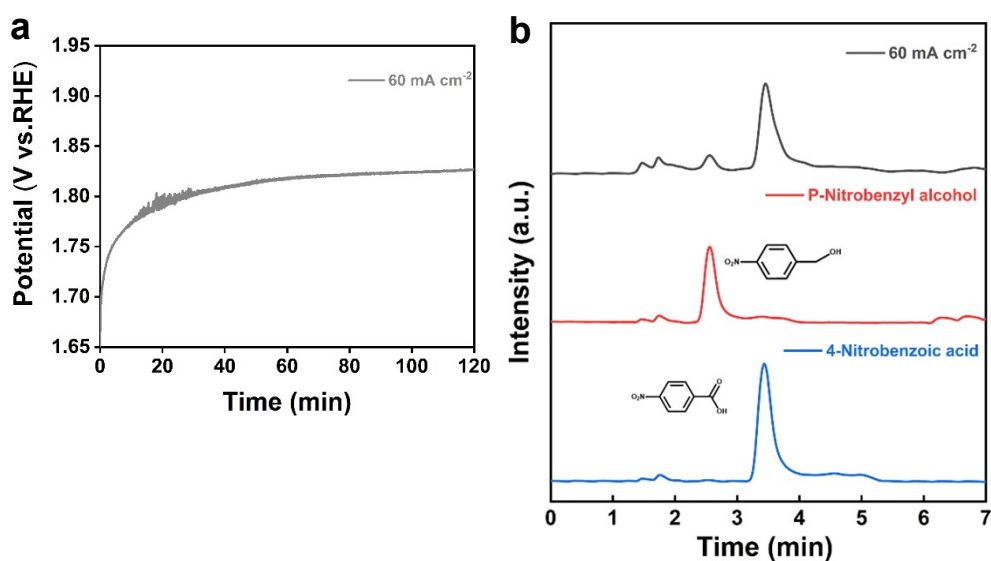 a
1.95
1.90
1.85
1.80
1.75
1.70
1.65
0
20
40
60
80
100
120
Potential (V vs.RHE)
Time (min)
60 mA cm⁻²
b
60 mA cm⁻²
P-Nitrobenzyl alcohol
O₂N
OH
4-Nitrobenzoic acid
O₂N
O
OH
Intensity (a.u.)
0
1
2
3
4
5
6
7
Time (min)